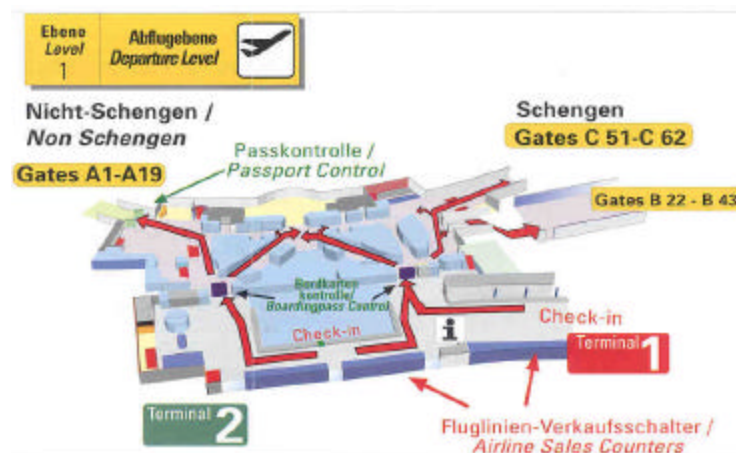 Ebene
Level
1
Abflugebene
Departure Level
Nicht-Schengen /
Non Schengen
Schengen
Gates C 51-C 62
Passkontrolle /
Passport Control
Gates A1-A19
Gates B 22 - B 43
Bordkarten
kontrolle/
Boardingpass Control
Check-in
i
Check-in
Terminal 1
Terminal 2
Fluglinien-Verkaufsschalter /
Airline Sales Counters